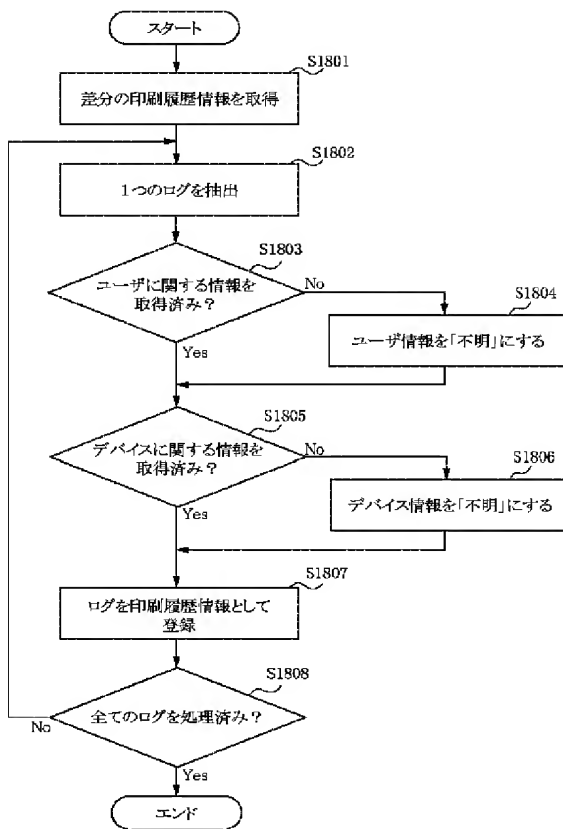 スタート
S1801
差分の印刷履歴情報を取得
S1802
1つのログを抽出
S1803
ユーザに関する情報を
取得済み?
No
S1804
ユーザ情報を「不明」にする
Yes
S1805
デバイスに関する情報を
取得済み?
No
S1806
デバイス情報を「不明」にする
Yes
S1807
ログを印刷履歴情報として
登録
S1808
全てのログを処理済み?
No
Yes
エンド